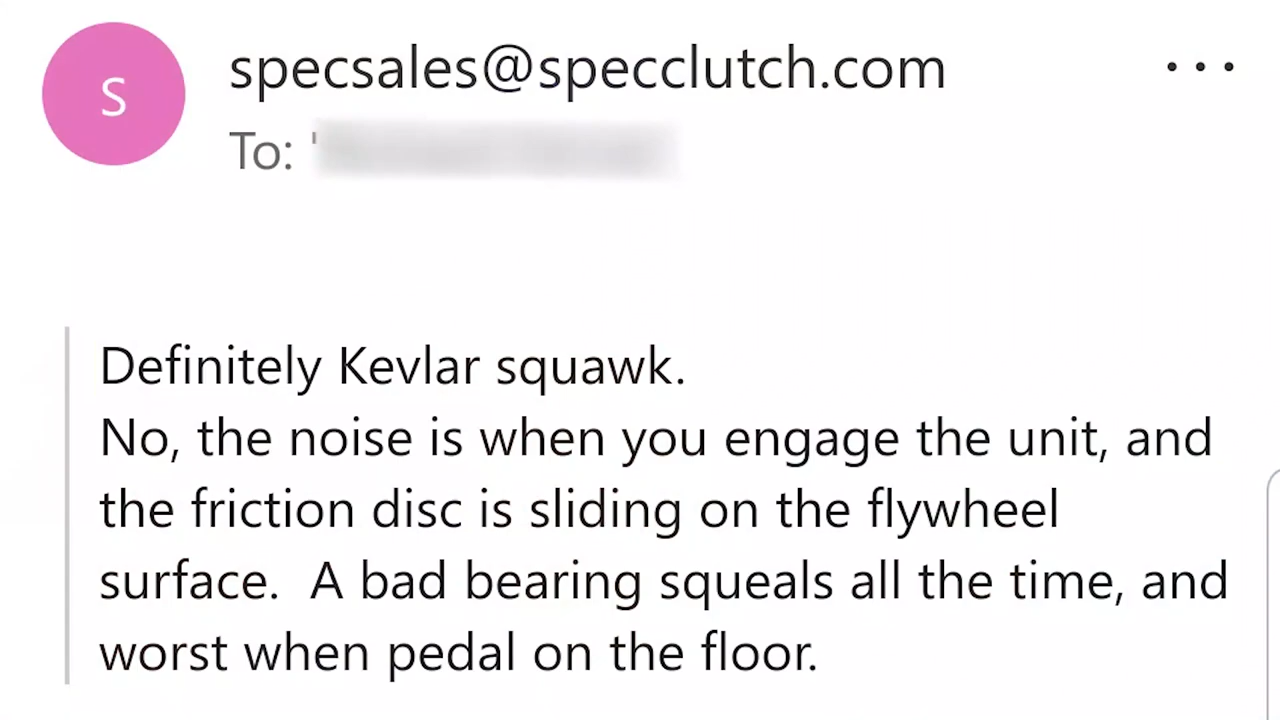 S
specsales@specclutch.com
To: '
Definitely Kevlar squawk.
No, the noise is when you engage the unit, and
the friction disc is sliding on the flywheel
surface.  A bad bearing squeals all the time, and
worst when pedal on the floor.